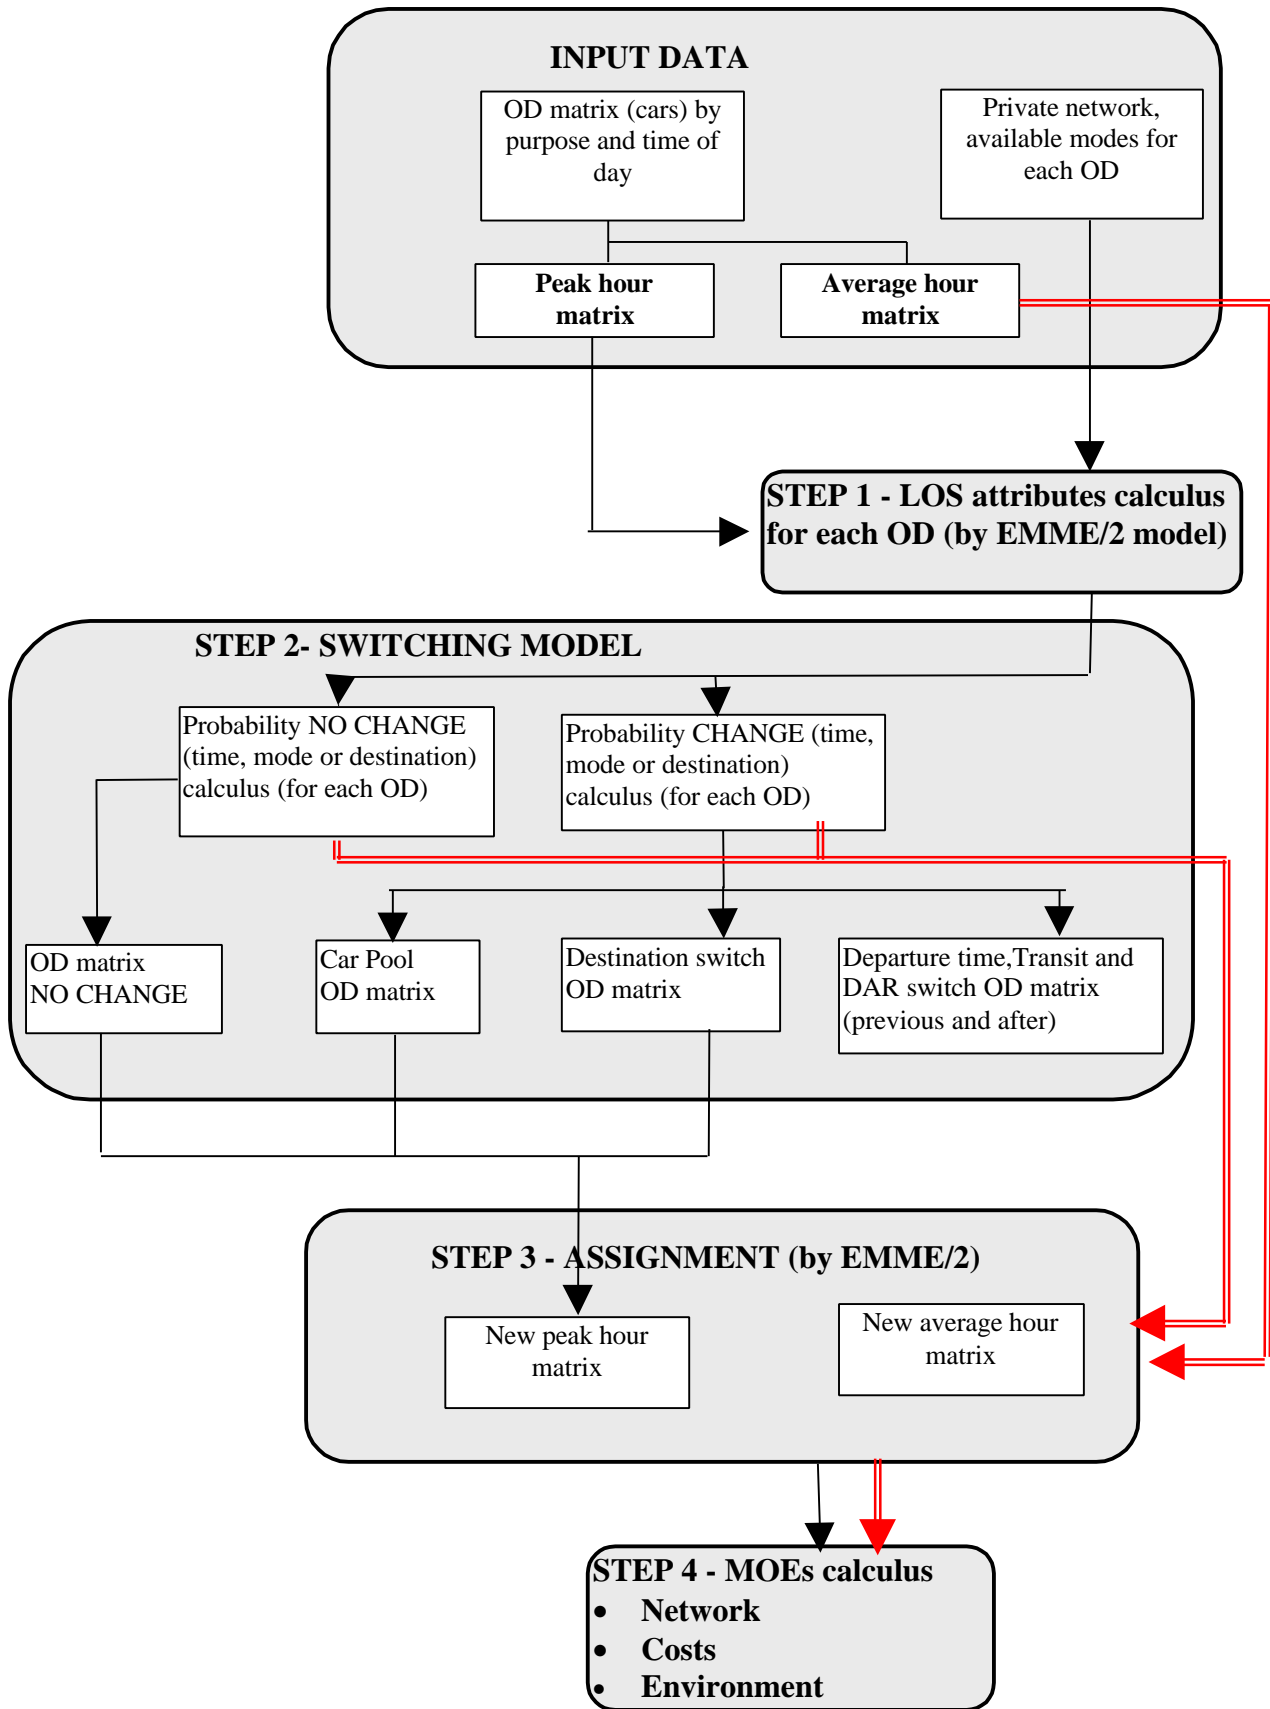 INPUT DATA
OD matrix (cars) by
purpose and time of
day
Private network,
available modes for
each OD
Peak hour
matrix
Average hour
matrix
STEP 1 - LOS attributes calculus
for each OD (by EMME/2 model)
STEP 2- SWITCHING MODEL
Probability NO CHANGE
(time, mode or destination)
calculus (for each OD)
Probability CHANGE (time,
mode or destination)
calculus (for each OD)
OD matrix
NO CHANGE
Car Pool
OD matrix
Destination switch
OD matrix
Departure time,Transit and
DAR switch OD matrix
(previous and after)
STEP 3 - ASSIGNMENT (by EMME/2)
New peak hour
matrix
New average hour
matrix
STEP 4 - MOEs calculus
• Network
• Costs
• Environment